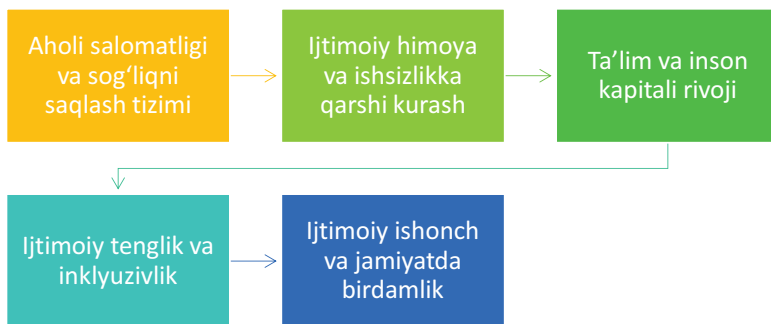 Aholi salomatligi
va sog‘liqni
saqlash tizimi
Ijtimoiy himoya
va ishsizlikka
qarshi kurash
Ta’lim va inson
kapitali rivoji
Ijtimoiy tenglik va
inklyuzivlik
Ijtimoiy ishonch
va jamiyatda
birdamlik